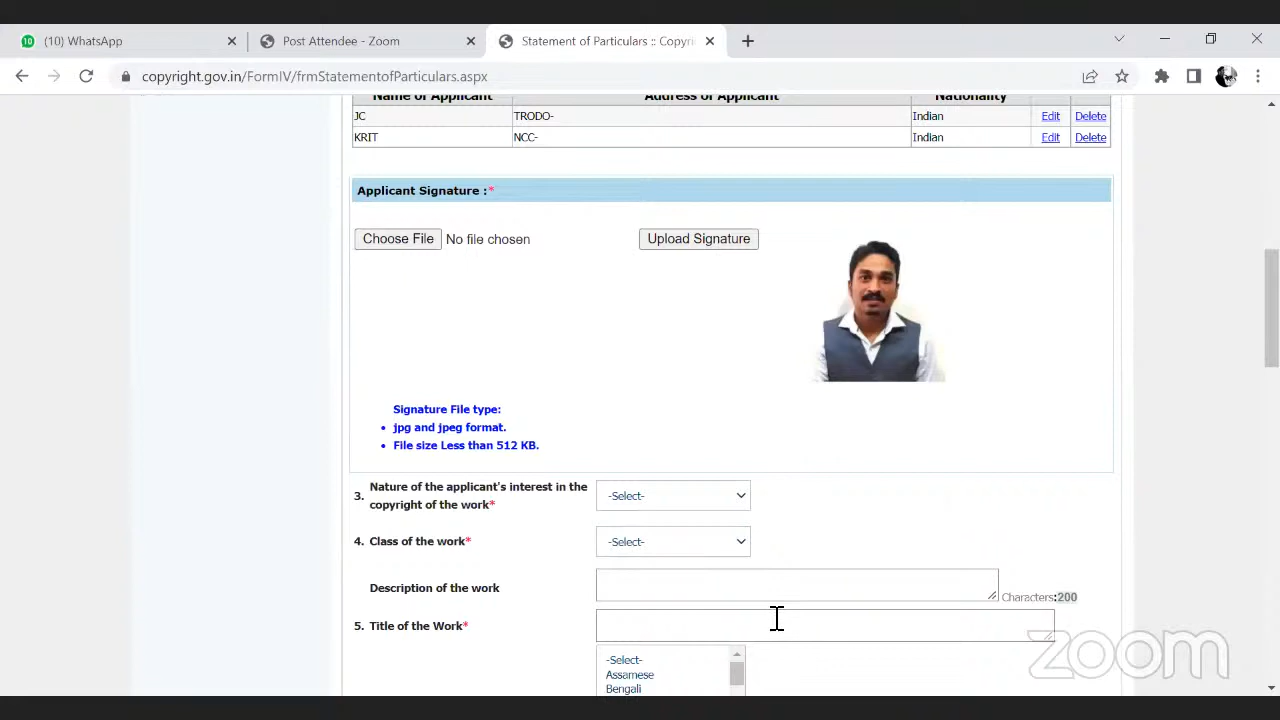 (10) WhatsApp
Post Attendee - Zoom
Statement of Particulars :: Copyri
copyright.gov.in/FormIV/frmStatementofParticulars.aspx
Name of Applicant Address of Applicant Nationality
JC TRODO- Indian Edit Delete
KRIT NCC- Indian Edit Delete
Applicant Signature :*
Choose File No file chosen Upload Signature
Signature File type:
• jpg and jpeg format.
• File size Less than 512 KB.
3. Nature of the applicant's interest in the
copyright of the work* -Select-
4. Class of the work* -Select-
Description of the work
Characters:200
5. Title of the Work*
-Select-
Assamese
Bengali
zoom